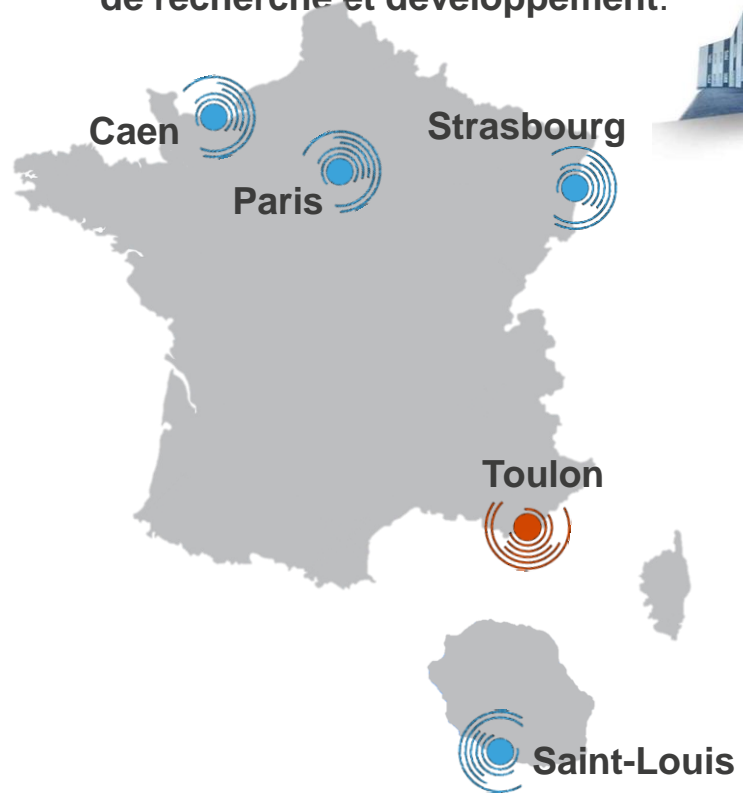 de recherche et développement.
Caen
Strasbourg
Paris
Toulon
Saint-Louis